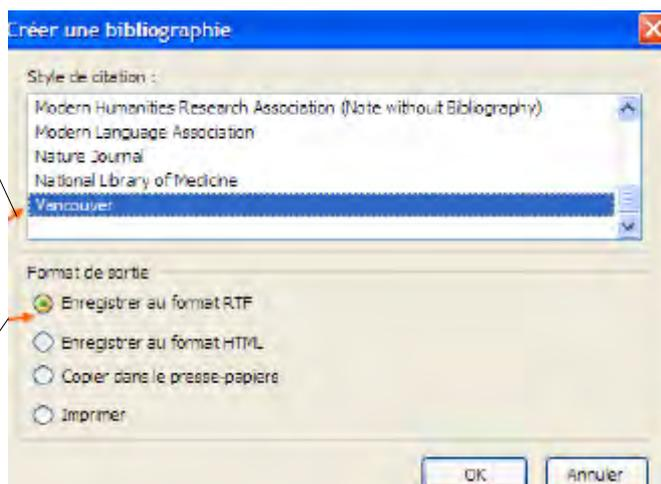 Créer une bibliographie
Style de citation :
Modern Humanities Research Association (Note without Bibliography)
Modern Language Association
Nature Journal
National Library of Medicine
Vancouver
Format de sortie
Enregistrer au format RTF
Enregistrer au format HTML
Copier dans le presse-papiers
Imprimer
OK
Annuler